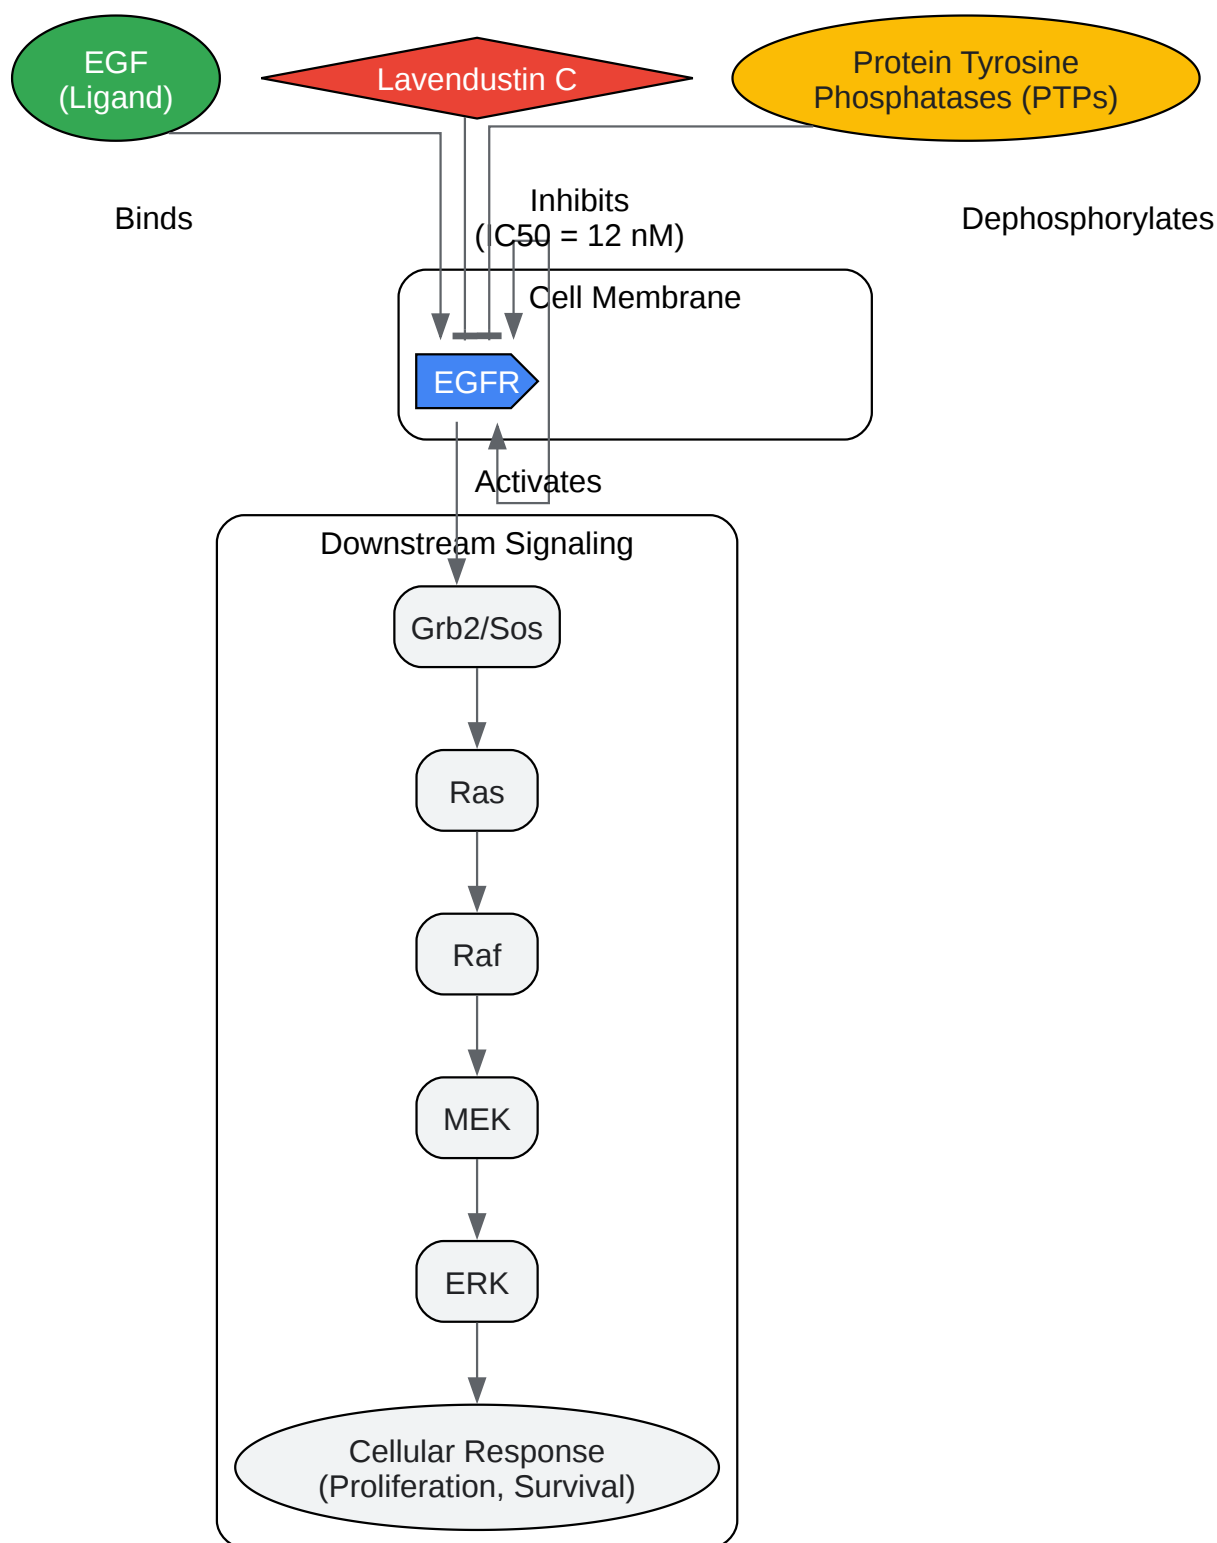 EGF
(Ligand)
Lavendustin C
Protein Tyrosine
Phosphatases (PTPs)
Binds
Inhibits
(IC50 = 12 nM)
Dephosphorylates
Cell Membrane
EGFR
Activates
Downstream Signaling
Grb2/Sos
Ras
Raf
MEK
ERK
Cellular Response
(Proliferation, Survival)